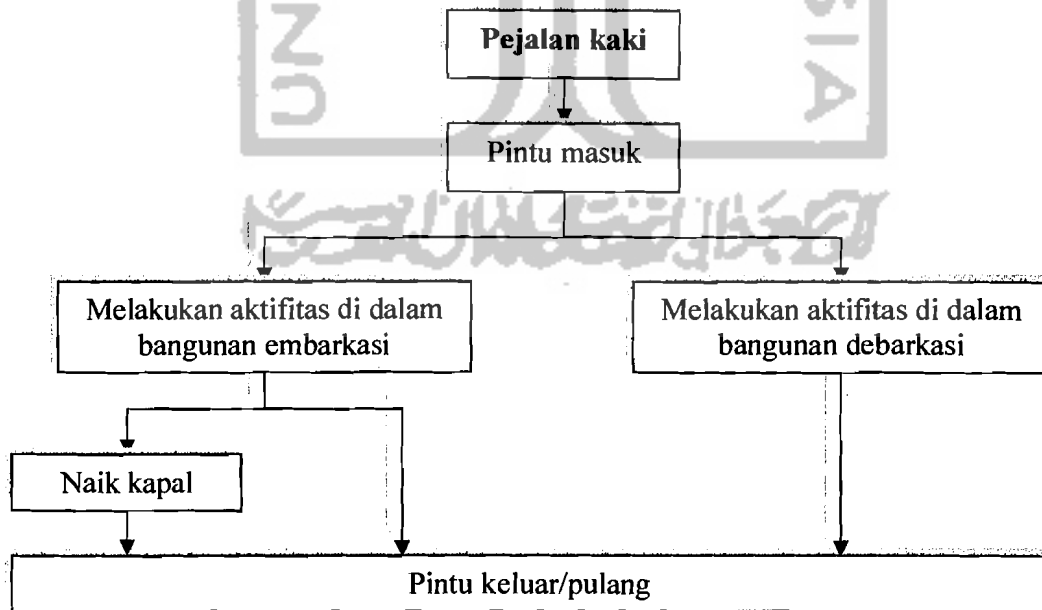 Pejalan kaki
Pintu masuk
Melakukan aktifitas di dalam
bangunan embarkasi
Melakukan aktifitas di dalam
bangunan debarkasi
Naik kapal
Pintu keluar/pulang